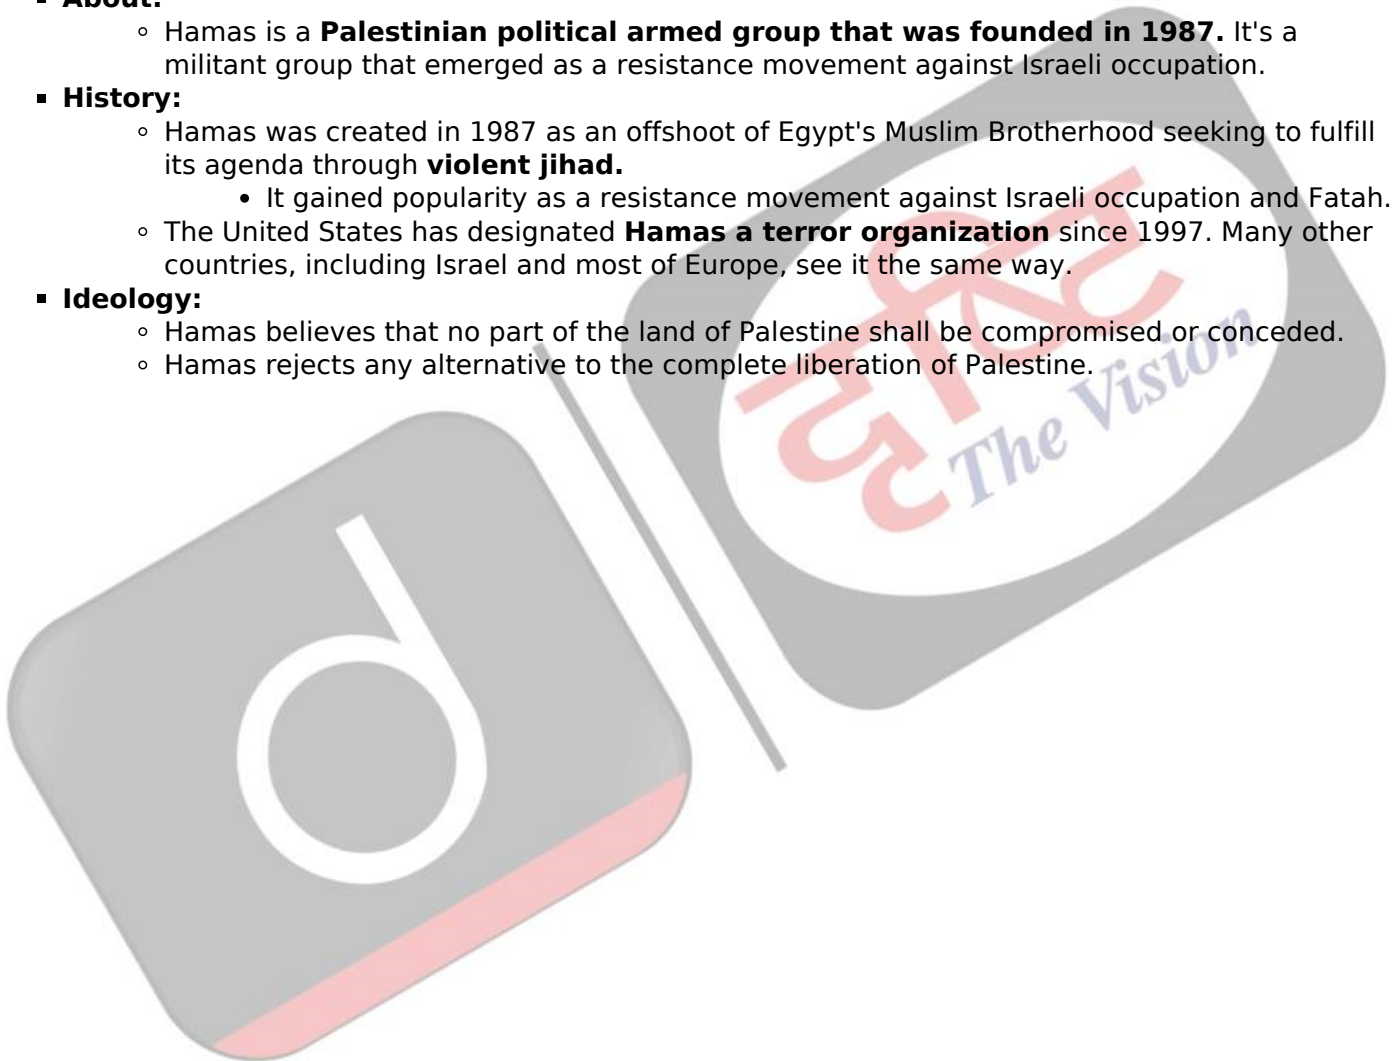 About:
Hamas is a Palestinian political armed group that was founded in 1987. It's a
militant group that emerged as a resistance movement against Israeli occupation.
History:
Hamas was created in 1987 as an offshoot of Egypt's Muslim Brotherhood seeking to fulfill
its agenda through violent jihad.
It gained popularity as a resistance movement against Israeli occupation and Fatah.
The United States has designated Hamas a terror organization since 1997. Many other
countries, including Israel and most of Europe, see it the same way.
Ideology:
Hamas believes that no part of the land of Palestine shall be compromised or conceded.
Hamas rejects any alternative to the complete liberation of Palestine.
दृष्टि
The Vision
d